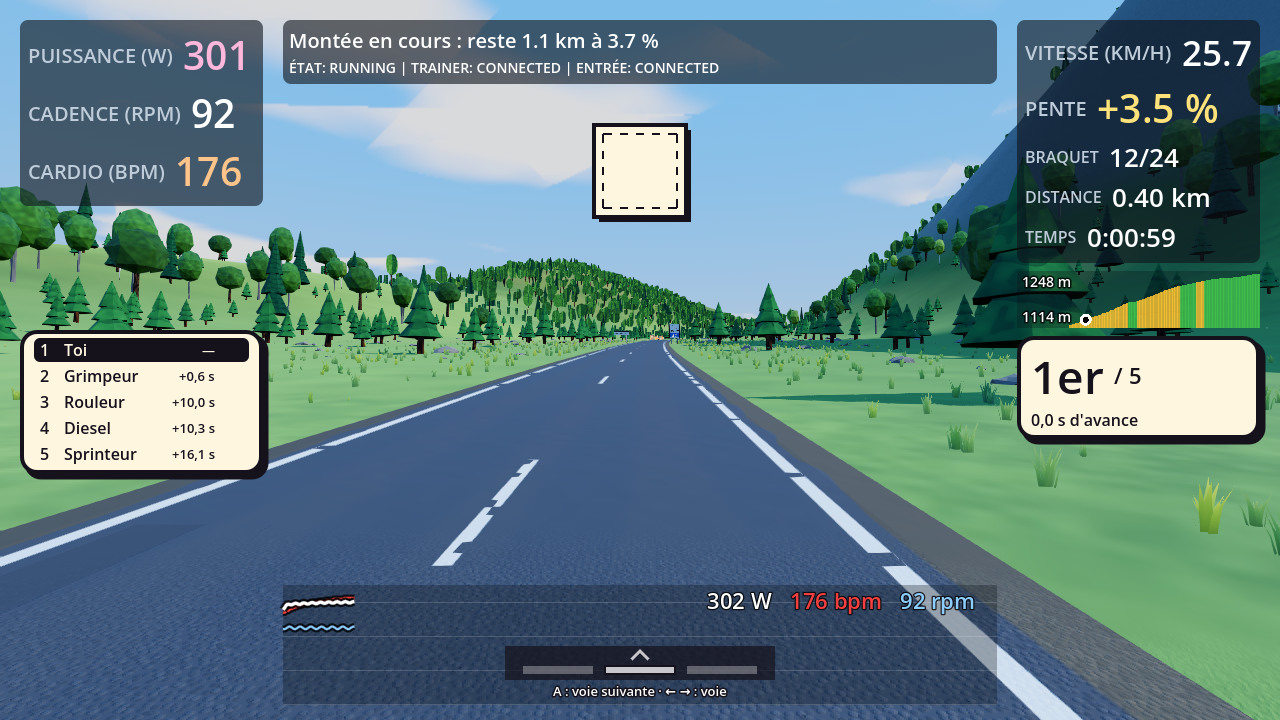 PUISSANCE (W) 301
CADENCE (RPM) 92
CARDIO (BPM) 176
Montée en cours : reste 1.1 km à 3.7 %
ÉTAT: RUNNING | TRAINER: CONNECTED | ENTRÉE: CONNECTED
VITESSE (KM/H) 25.7
PENTE +3.5 %
BRAQUET 12/24
DISTANCE 0.40 km
TEMPS 0:00:59
1248 m
1114 m
1er / 5
0,0 s d'avance
1 Toi —
2 Grimpeur +0,6 s
3 Rouleur +10,0 s
4 Diesel +10,3 s
5 Sprinteur +16,1 s
302 W 176 bpm 92 rpm
A : voie suivante · ← → : voie